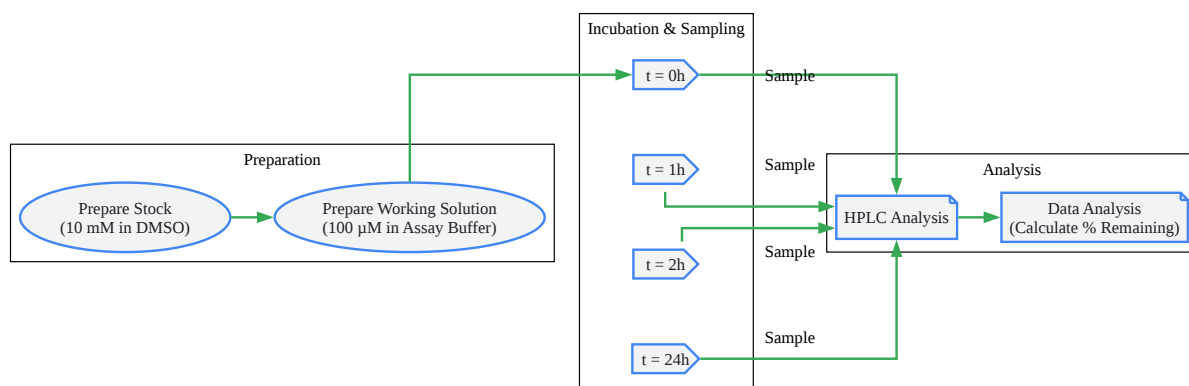 Incubation & Sampling
t = 0h
Sample
Preparation
Prepare Stock
(10 mM in DMSO)
Prepare Working Solution
(100 µM in Assay Buffer)
t = 1h
Sample
t = 2h
Sample
t = 24h
Sample
Analysis
HPLC Analysis
Data Analysis
(Calculate % Remaining)